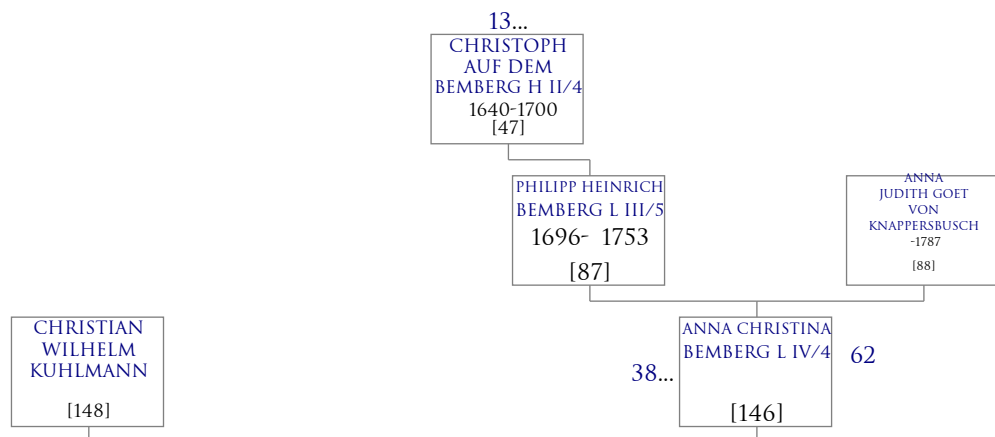 13...
CHRISTOPH
AUF DEM
BEMBERG H II/4
1640-1700
[47]
PHILIPP HEINRICH
BEMBERG L III/5
1696- 1753
[87]
ANNA
JUDITH GOET
VON
KNAPPERSBUSCH
-1787
[88]
CHRISTIAN
WILHELM
KUHLMANN
[148]
38...
ANNA CHRISTINA
BEMBERG L IV/4
[146]
62